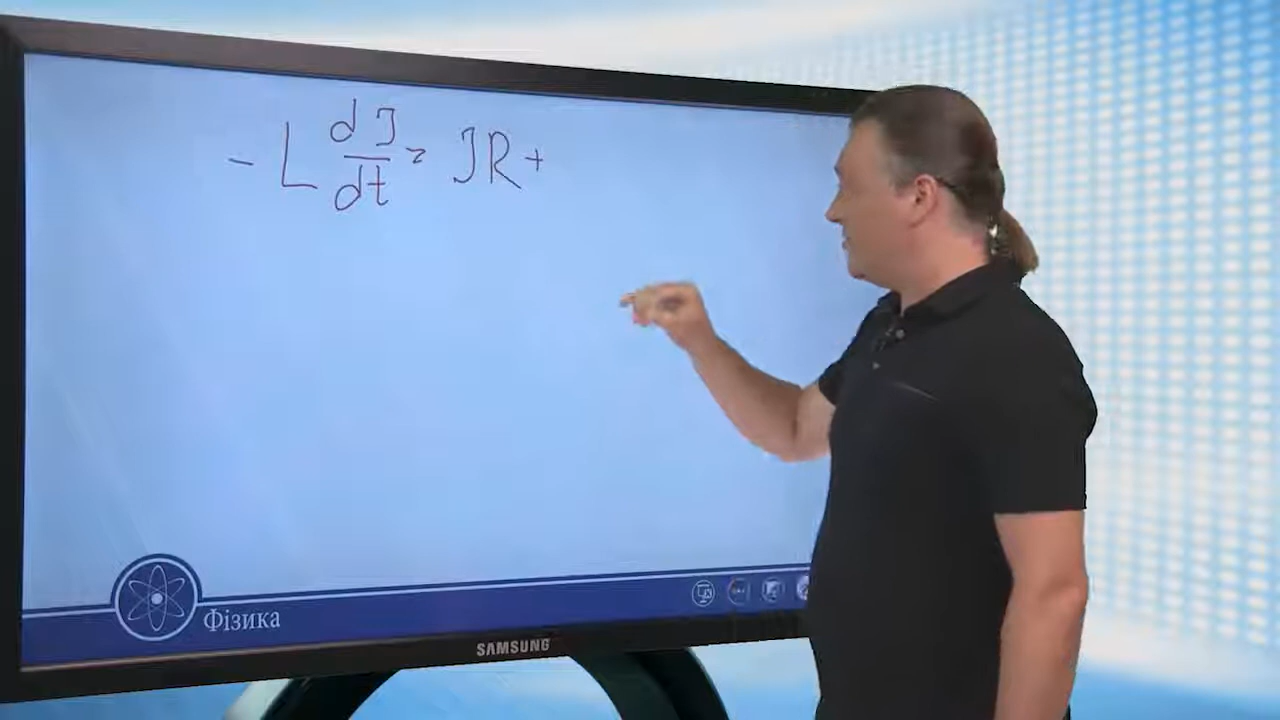 - L dJ/dt = JR +
Фізика
SAMSUNG